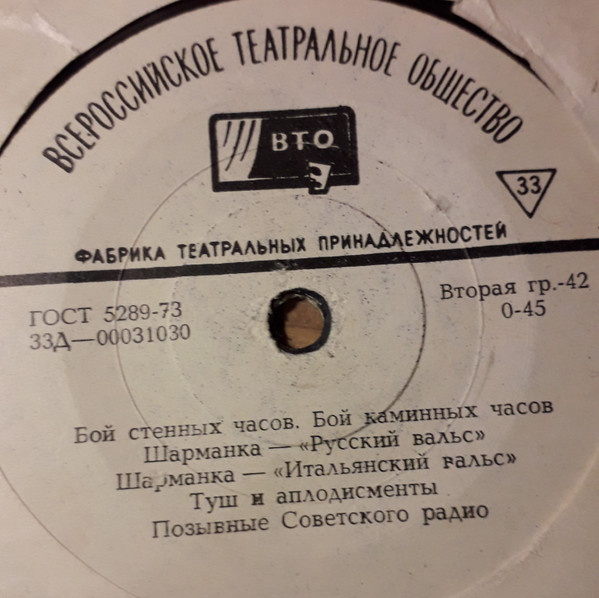 ВСЕРОССИЙСКОЕ ТЕАТРАЛЬНОЕ ОБЩЕСТВО
ВТО
Э
33
ФАБРИКА ТЕАТРАЛЬНЫХ ПРИНАДЛЕЖНОСТЕЙ
ГОСТ 5289-73
33Д—00031030
Вторая гр.-42
0-45
Бой стенных часов. Бой каминных часов
Шарманка — «Русский вальс»
Шарманка — «Итальянский вальс»
Туш и аплодисменты
Позывные Советского радио